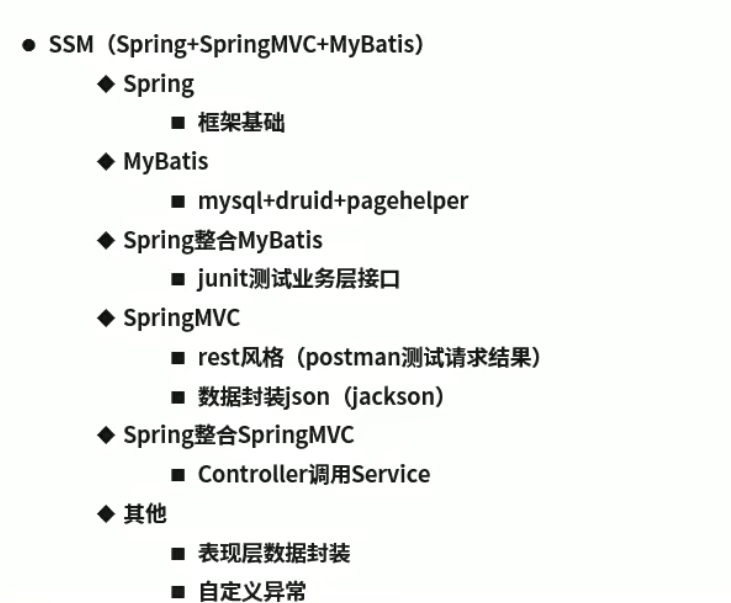 ● SSM（Spring+SpringMVC+MyBatis）
◆ Spring
■ 框架基础
◆ MyBatis
■ mysql+druid+pagehelper
◆ Spring整合MyBatis
■ junit测试业务层接口
◆ SpringMVC
■ rest风格（postman测试请求结果）
■ 数据封装json（jackson）
◆ Spring整合SpringMVC
■ Controller调用Service
◆ 其他
■ 表现层数据封装
■ 自定义异常